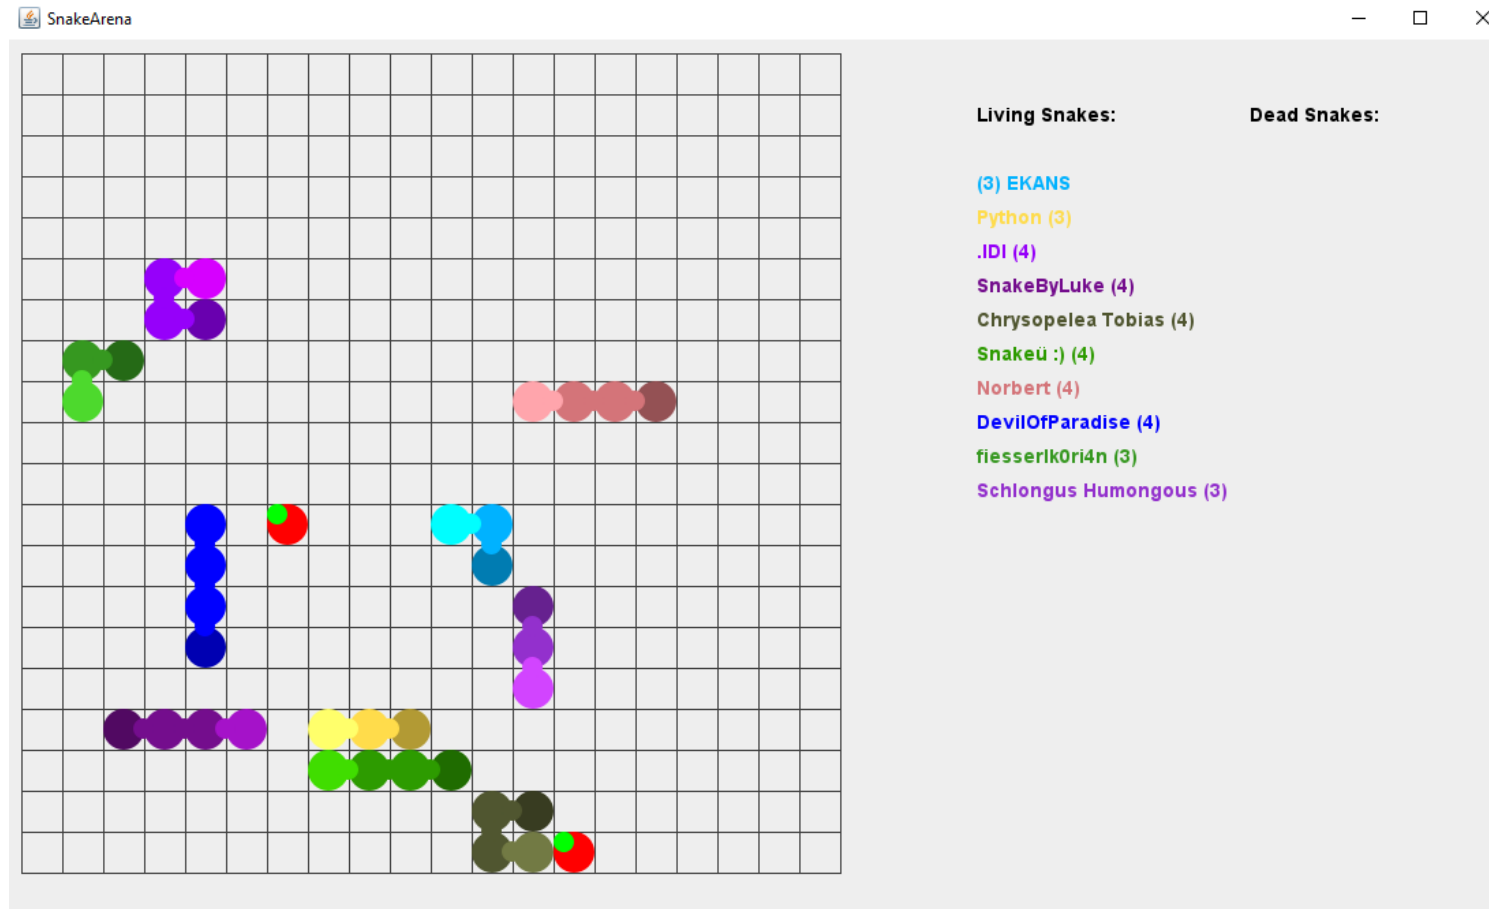 SnakeArena
Living Snakes:
Dead Snakes:
(3) EKANS
Python (3)
.IDI (4)
SnakeByLuke (4)
Chrysopelea Tobias (4)
Snakeü :) (4)
Norbert (4)
DevilOfParadise (4)
fiesserlk0ri4n (3)
Schlongus Humongous (3)